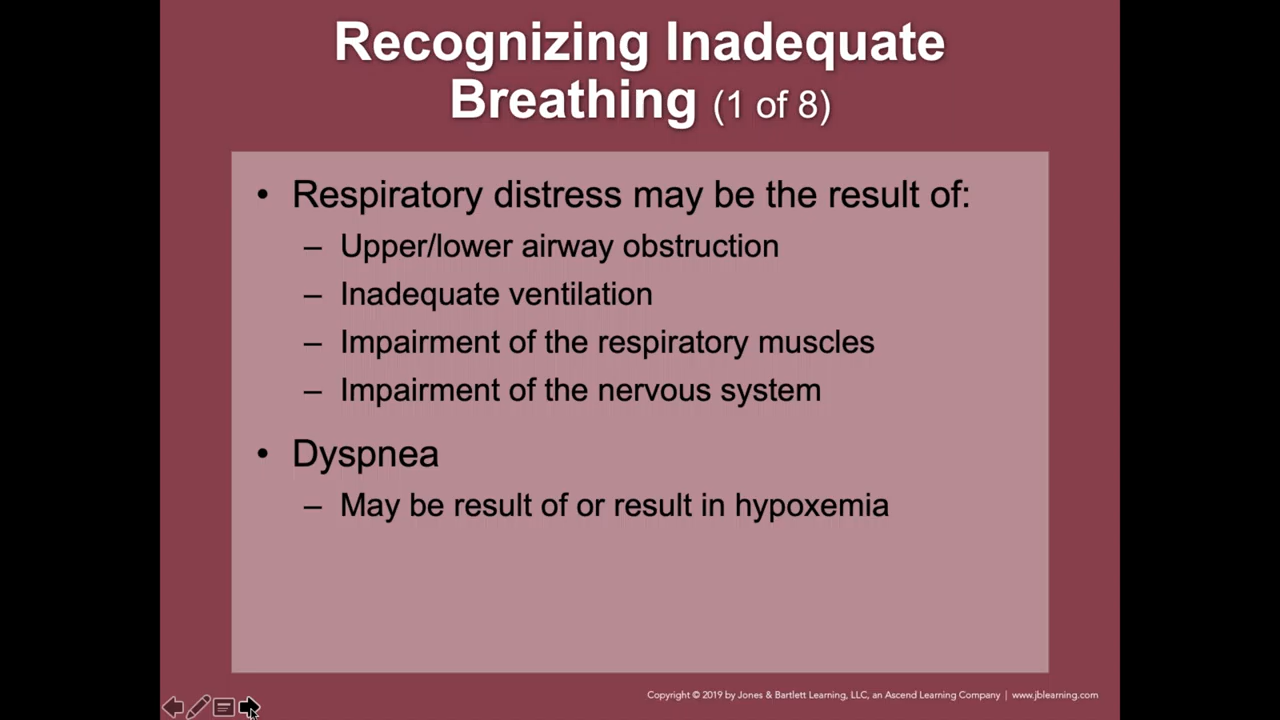 Recognizing Inadequate
Breathing (1 of 8)
• Respiratory distress may be the result of:
– Upper/lower airway obstruction
– Inadequate ventilation
– Impairment of the respiratory muscles
– Impairment of the nervous system
• Dyspnea
– May be result of or result in hypoxemia
Copyright © 2019 by Jones & Bartlett Learning, LLC, an Ascend Learning Company | www.jblearning.com